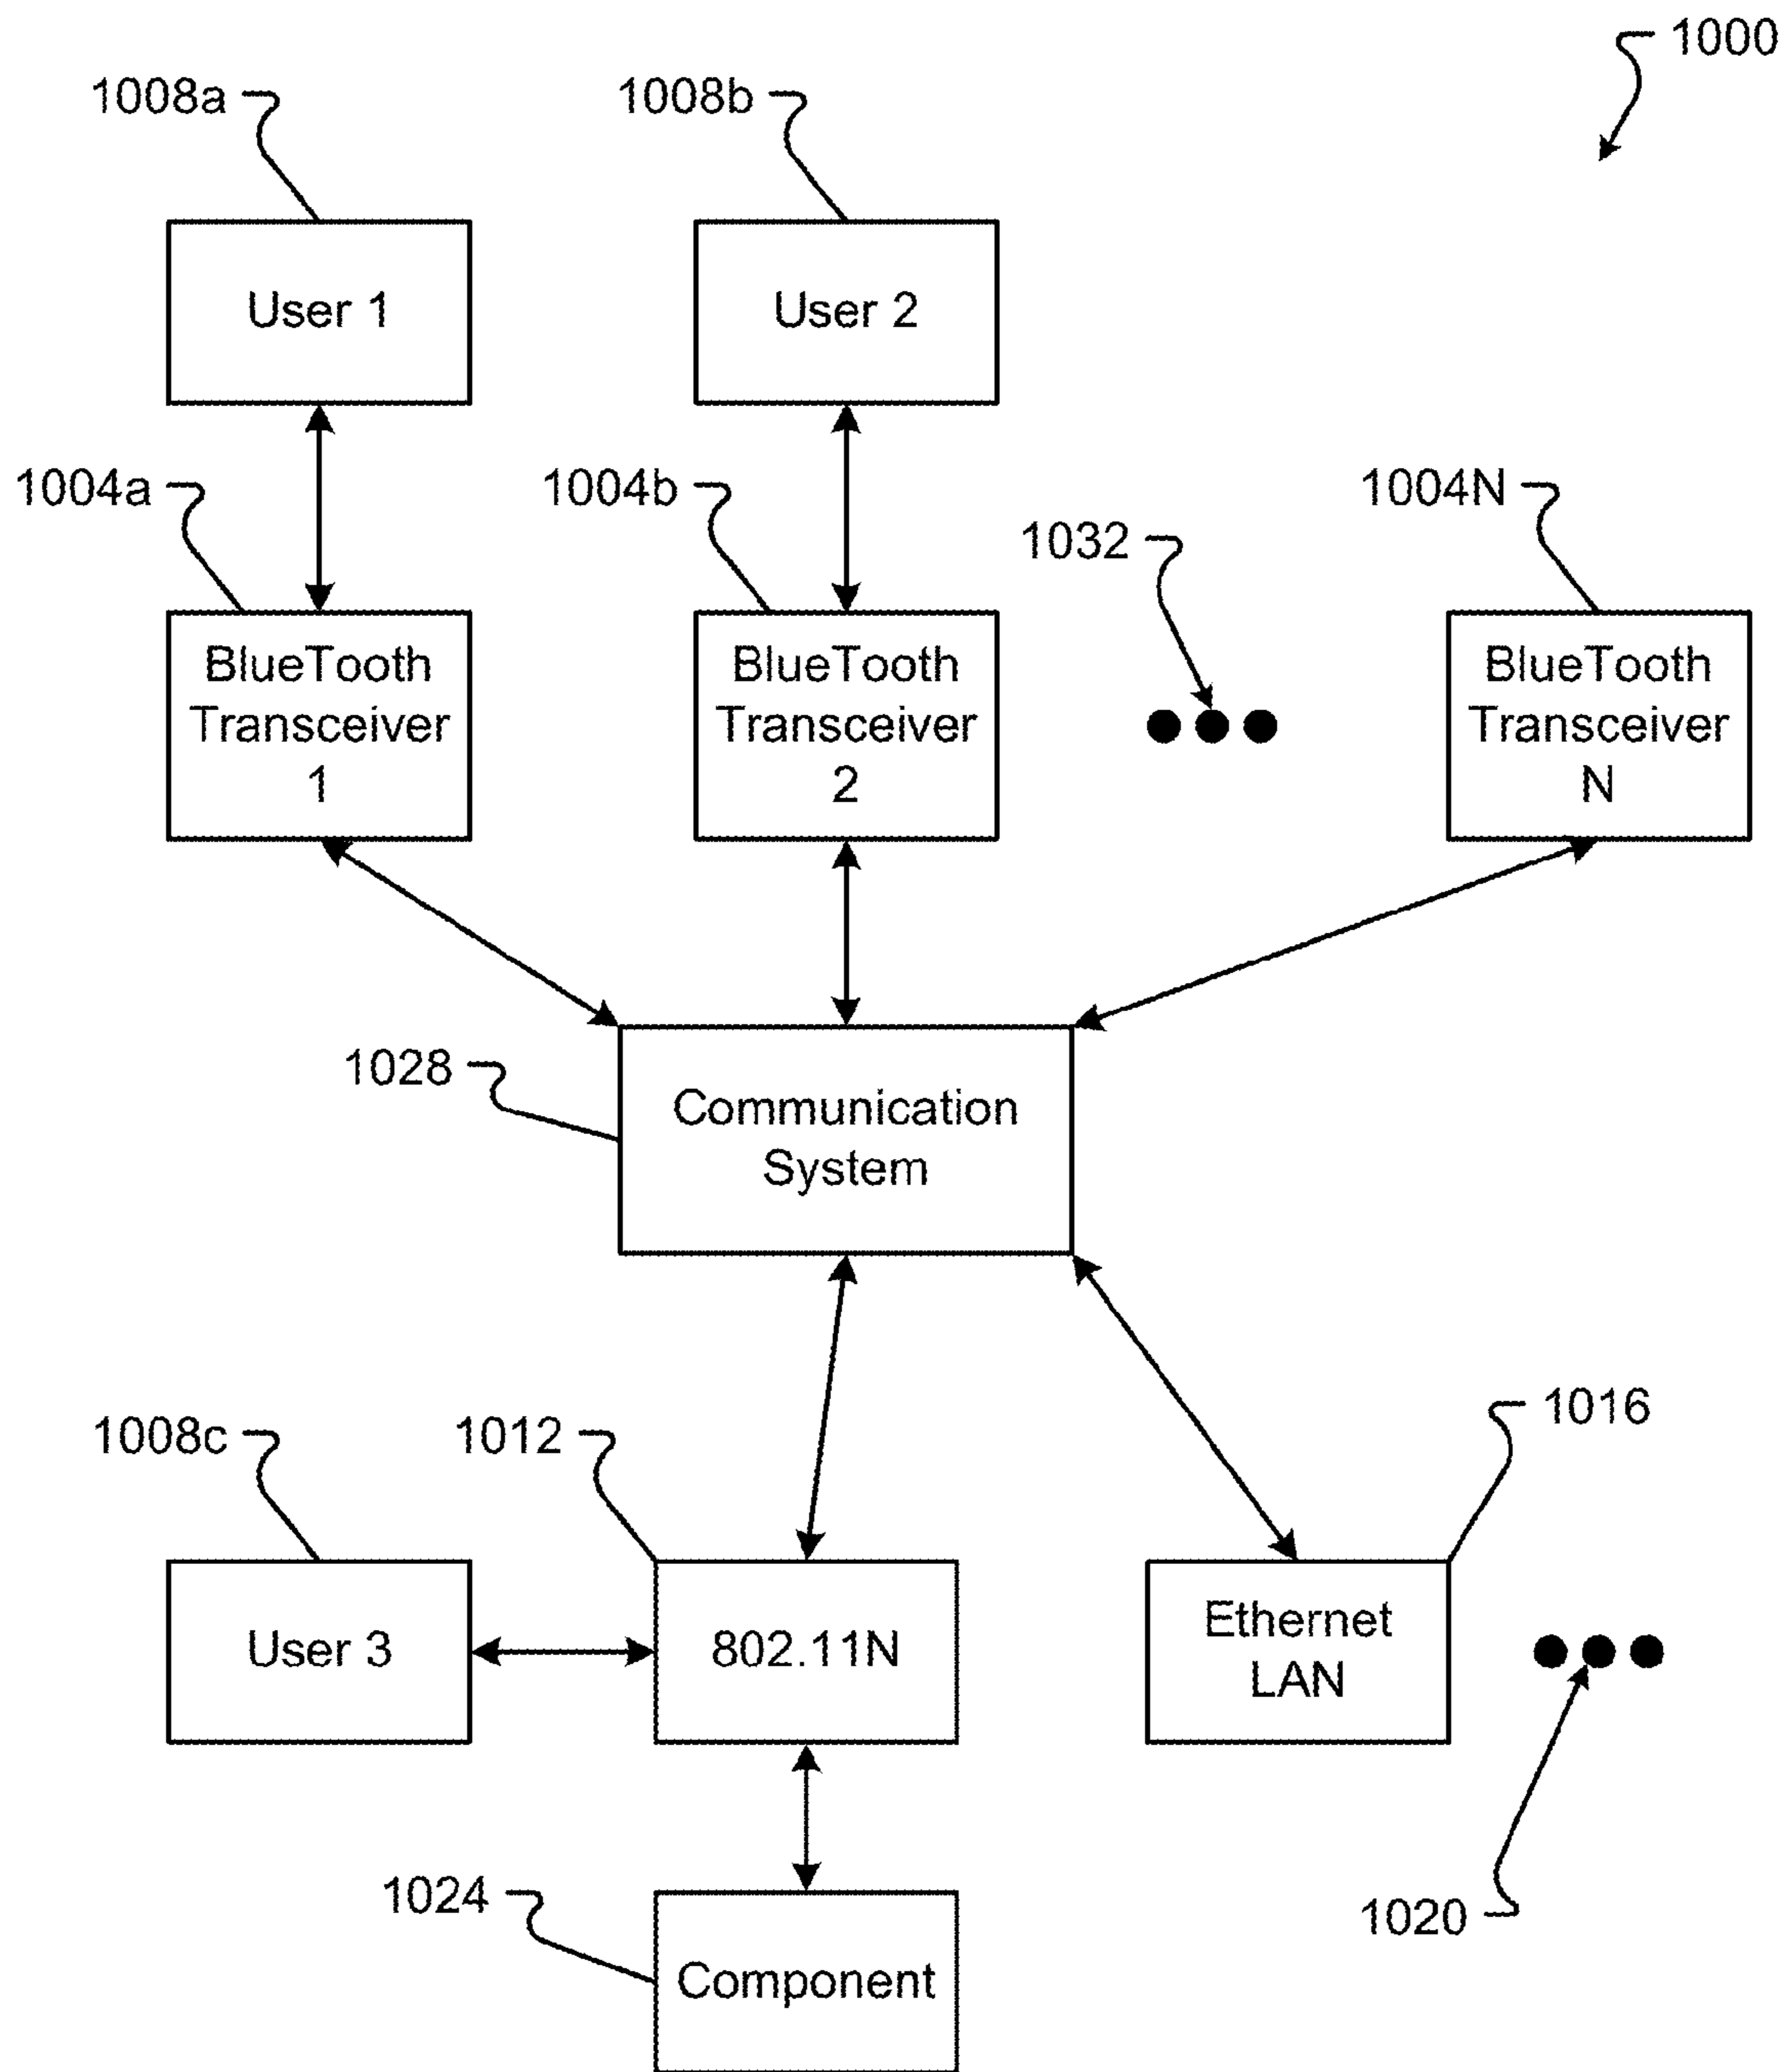 1000
1008a
1008b
User 1
User 2
1004a
1004b
1004N
1032
BlueTooth
Transceiver
1
BlueTooth
Transceiver
2
BlueTooth
Transceiver
N
1028
Communication
System
1016
1008c
1012
User 3
802.11N
Ethernet
LAN
1024
1020
Component